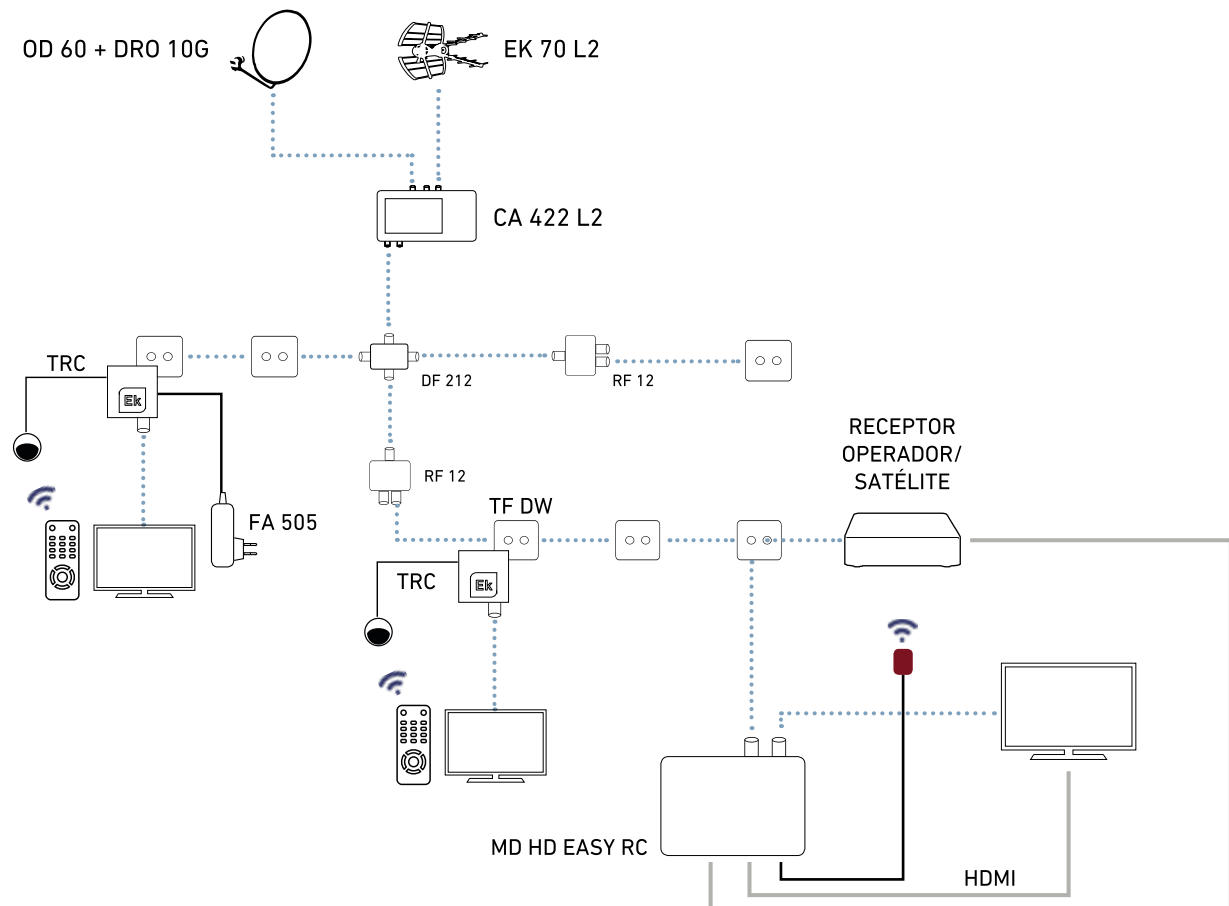 OD 60 + DRO 10G
EK 70 L2
CA 422 L2
TRC
Ek
DF 212
RF 12
RF 12
RECEPTOR
OPERADOR/
SATÉLITE
FA 505
TF DW
TRC
Ek
MD HD EASY RC
HDMI